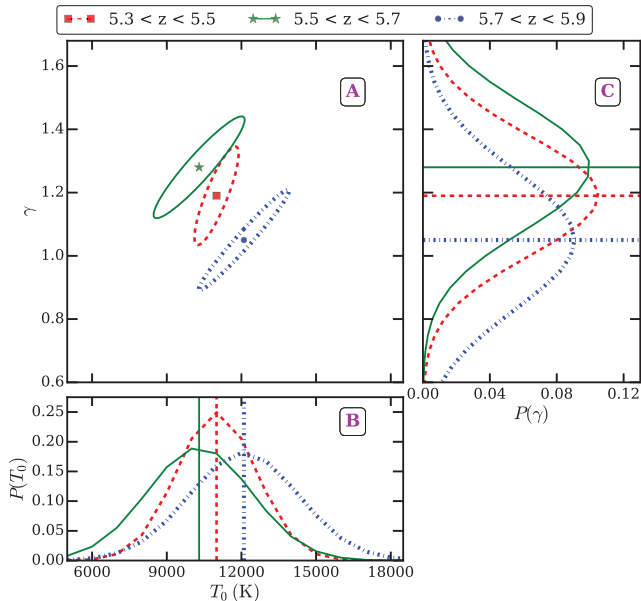 5.3 < z < 5.5 5.5 < z < 5.7 5.7 < z < 5.9
A
C
1.4
1.2
γ
1.0
0.8
0.6
0.00 0.04 0.08 0.12
P(γ)
B
0.25
0.20
0.15
0.10
0.05
0.00
P(T₀)
6000 9000 12000 15000 18000
T₀ (K)